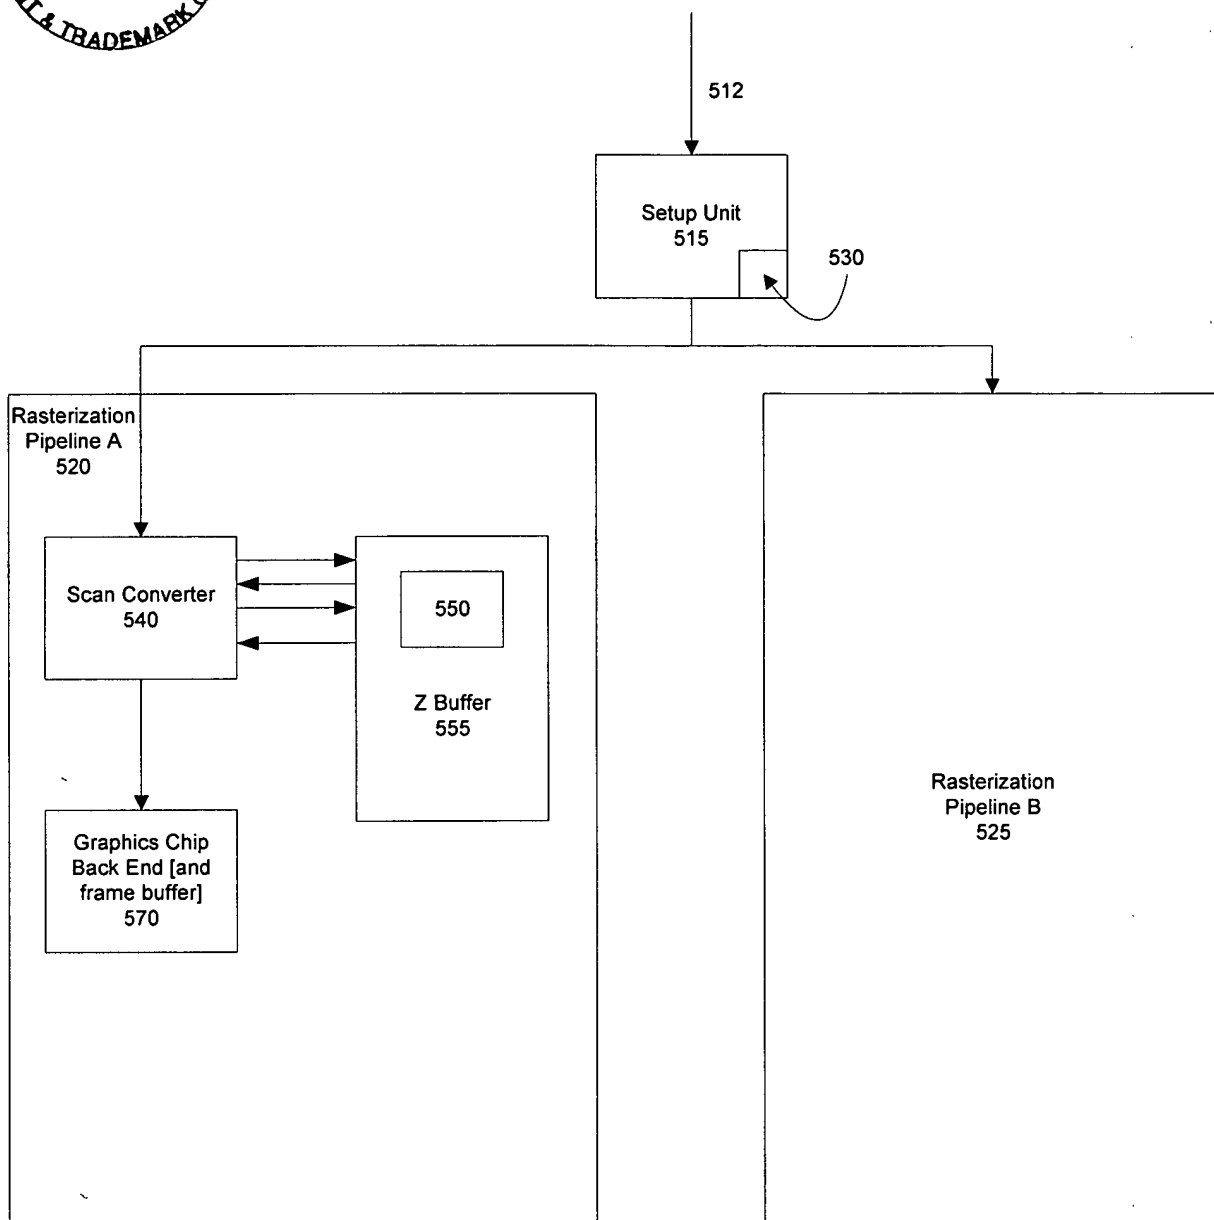 & TRADEMARK
512
Setup Unit
515
530
Rasterization
Pipeline A
520
Scan Converter
540
550
Z Buffer
555
Graphics Chip
Back End [and
frame buffer]
570
Rasterization
Pipeline B
525